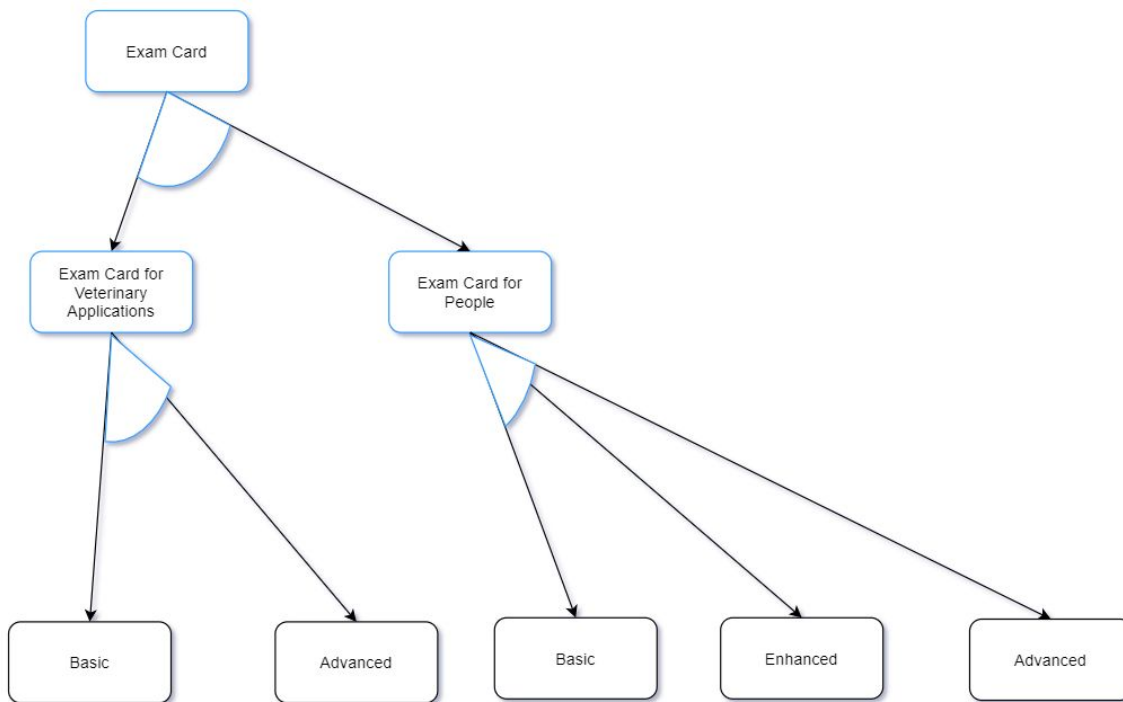 Exam Card
Exam Card for
Veterinary
Applications
Exam Card for
People
Basic
Advanced
Basic
Enhanced
Advanced